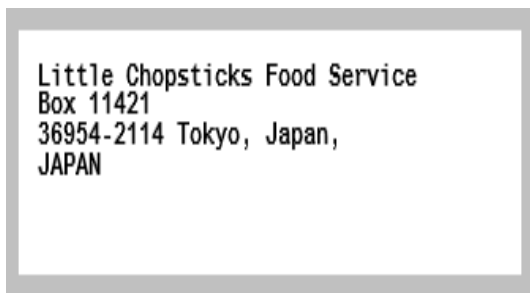 Little Chopsticks Food Service
Box 11421
36954-2114 Tokyo, Japan,
JAPAN